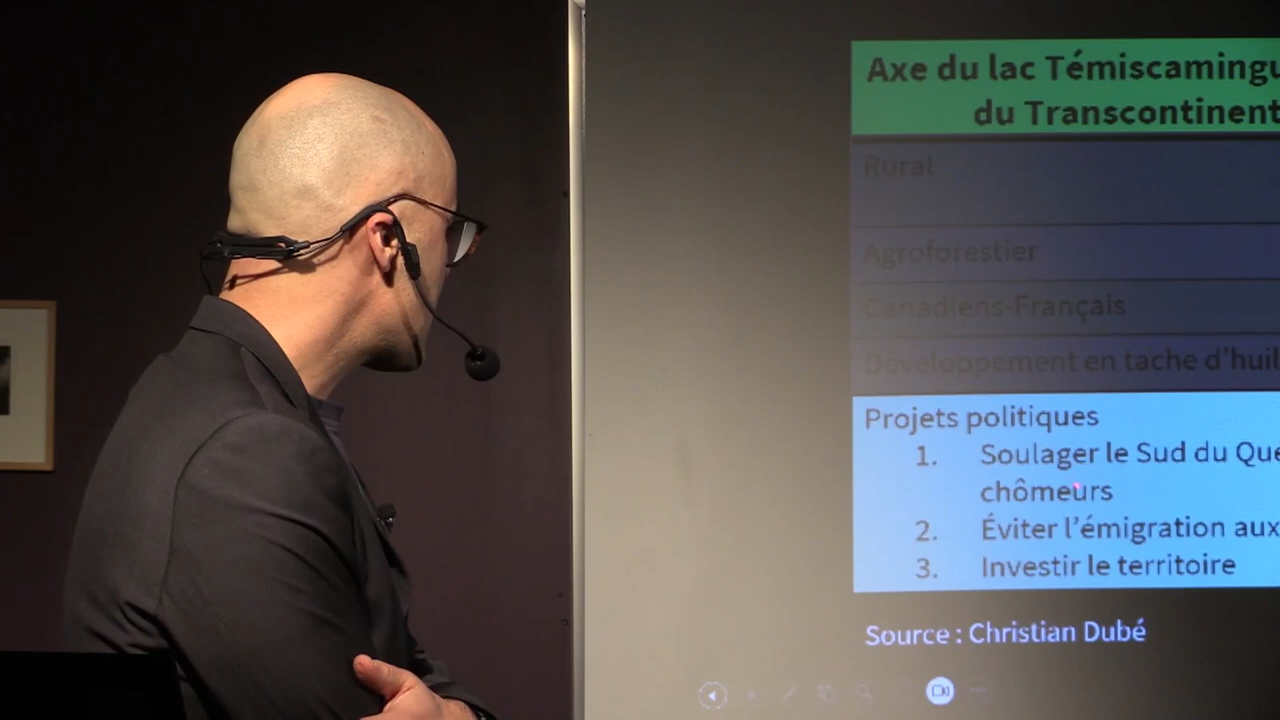 Axe du lac Témiscamingu
du Transcontinent
Rural
Agroforestier
Canadiens-Français
Développement en tache d'huil
Projets politiques
1. Soulager le Sud du Que
chômeurs
2. Éviter l'émigration aux
3. Investir le territoire
Source : Christian Dubé